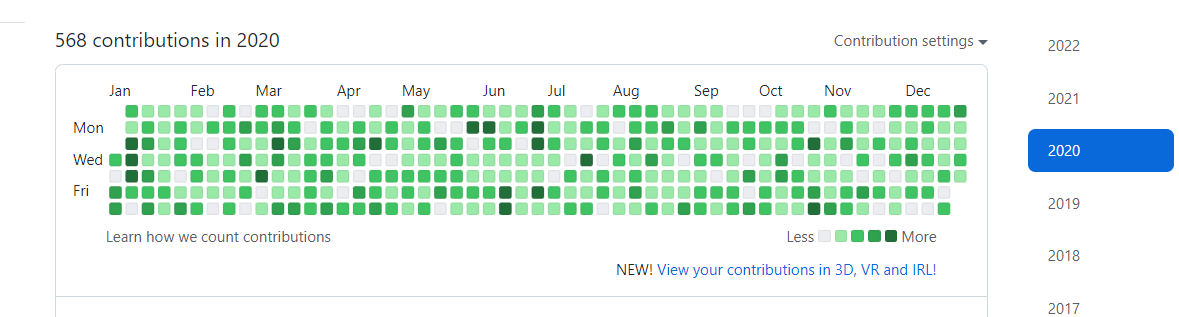 568 contributions in 2020
Contribution settings
Jan Feb Mar Apr May Jun Jul Aug Sep Oct Nov Dec
Mon
Wed
Fri
Learn how we count contributions
Less More
NEW! View your contributions in 3D, VR and IRL!
2022
2021
2020
2019
2018
2017